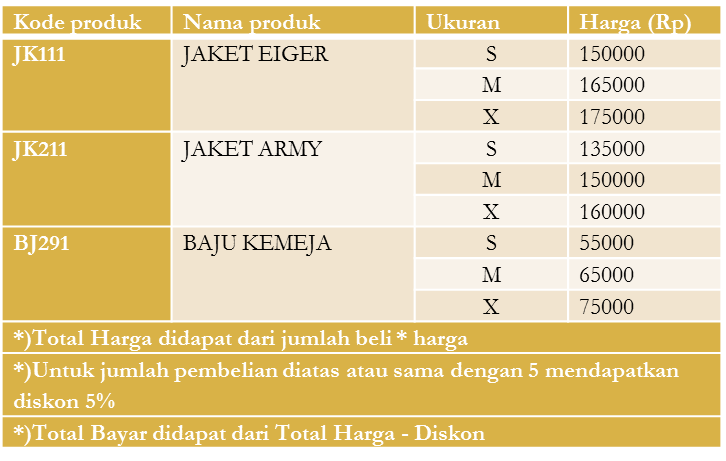 Kode produk Nama produk Ukuran Harga (Rp)
JK111 JAKET EIGER S 150000
M 165000
X 175000
JK211 JAKET ARMY S 135000
M 150000
X 160000
BJ291 BAJU KEMEJA S 55000
M 65000
X 75000
*)Total Harga didapat dari jumlah beli * harga
*)Untuk jumlah pembelian diatas atau sama dengan 5 mendapatkan
diskon 5%
*)Total Bayar didapat dari Total Harga - Diskon